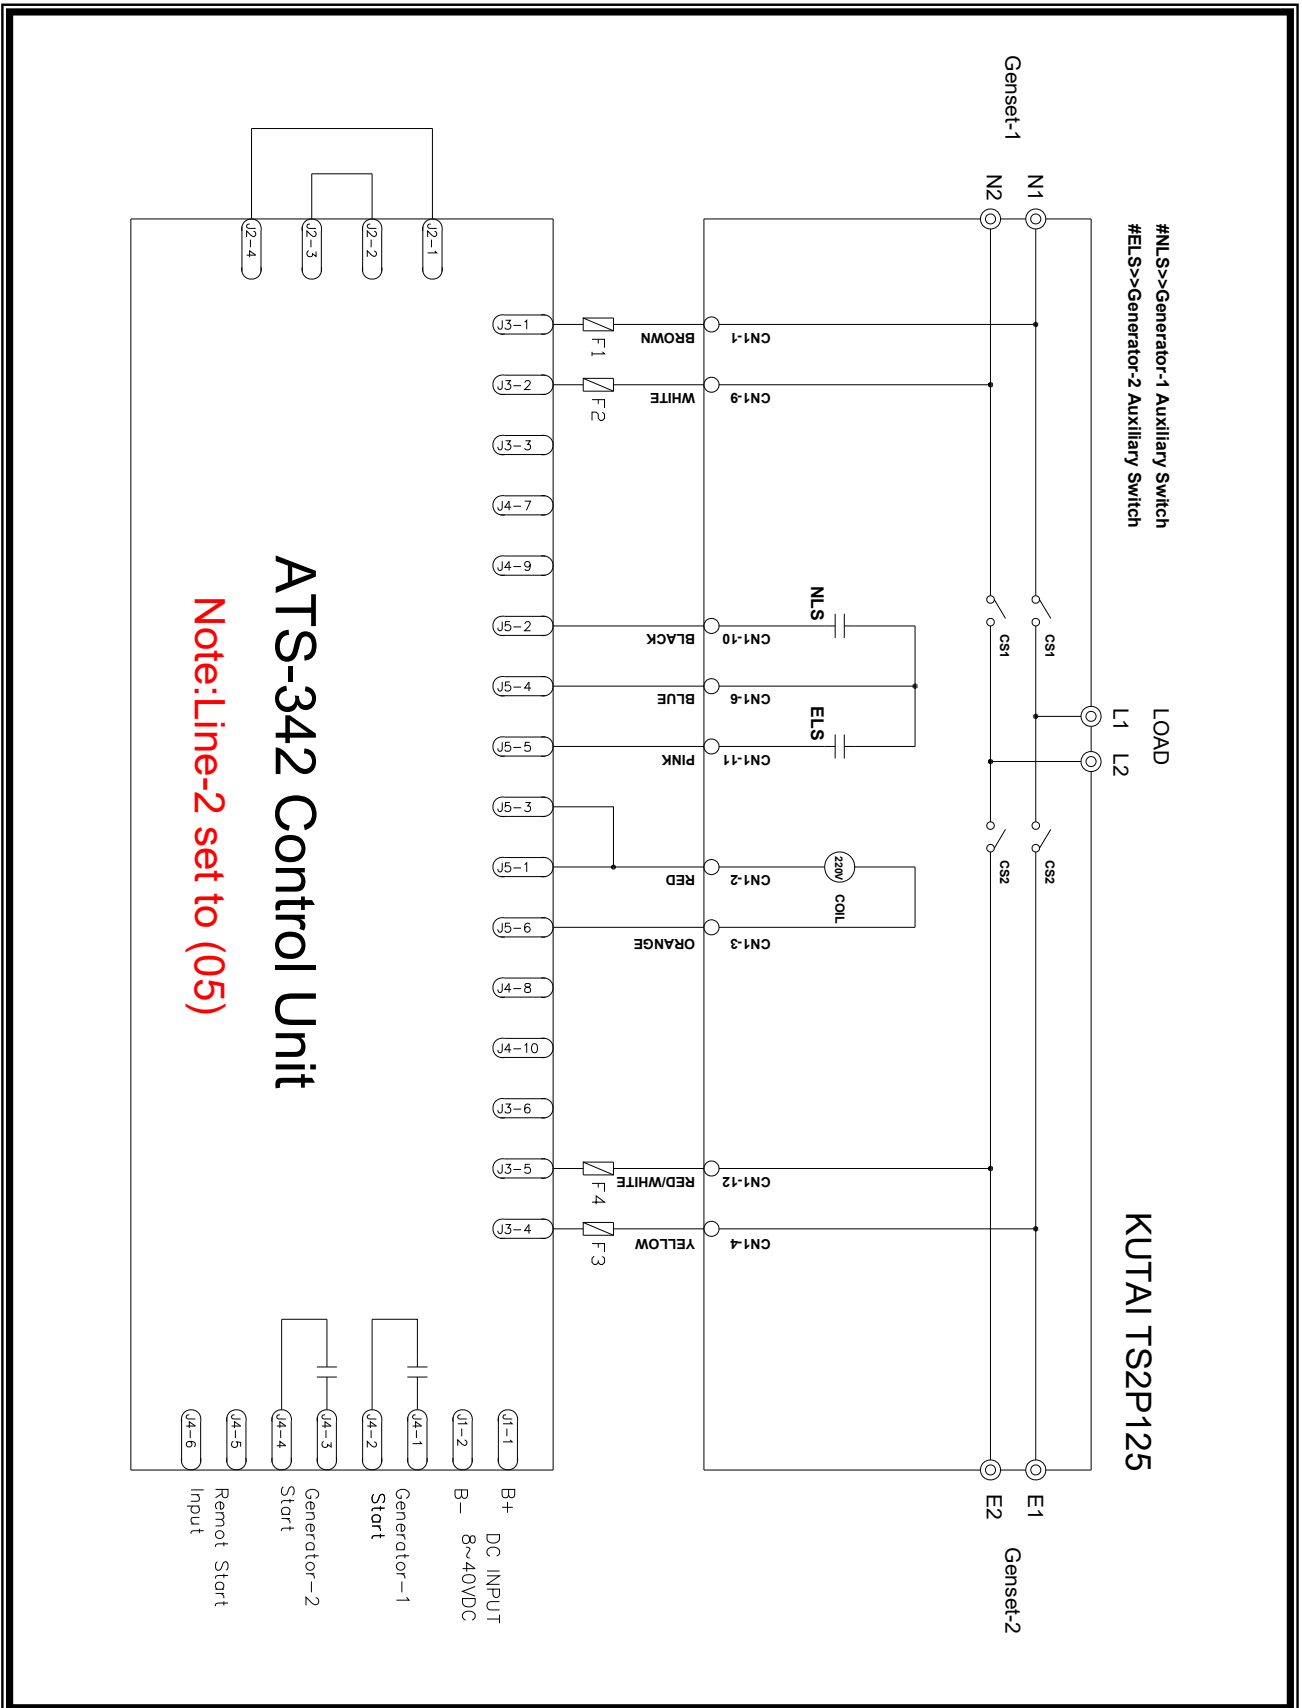 KUTAI TS2P125
#NLS>>Generator-1 Auxiliary Switch
#ELS>>Generator-2 Auxiliary Switch
LOAD
L1
L2
Genset-1
N1
N2
CS1
CS1
CS2
CS2
E1
E2
Genset-2
NLS
ELS
220V
COIL
CN1-1
CN1-9
CN1-10
CN1-6
CN1-11
CN1-2
CN1-3
CN1-12
CN1-4
BROWN
WHITE
BLACK
BLUE
PINK
RED
ORANGE
RED/WHITE
YELLOW
F1
F2
F4
F3
J3-1
J3-2
J3-3
J4-7
J4-9
J5-2
J5-4
J5-5
J5-3
J5-1
J5-6
J4-8
J4-10
J3-6
J3-5
J3-4
J2-1
J2-2
J2-3
J2-4
ATS-342 Control Unit
Note:Line-2 set to (05)
J1-1
J1-2
J4-1
J4-2
J4-3
J4-4
J4-5
J4-6
B+
B-
DC INPUT
8~40VDC
Generator-1
Start
Generator-2
Start
Remot Start
Input